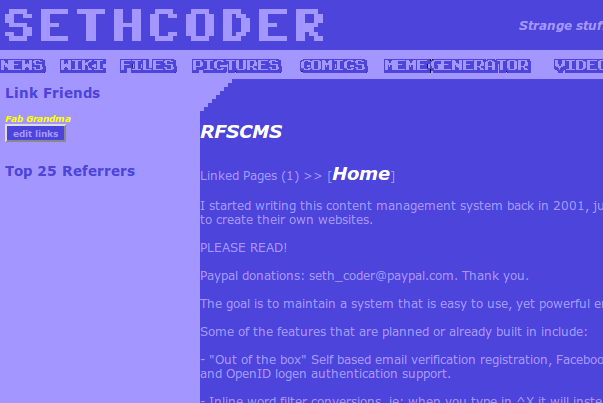 SETHCODER
Strange stuf
NEWS WIKI FILES PICTURES COMICS MEMEGENERATOR VIDEO
Link Friends
Fab Grandma
edit links
Top 25 Referrers
RFSCMS
Linked Pages (1) >> [Home]
I started writing this content management system back in 2001, ju
to create their own websites.
PLEASE READ!
Paypal donations: seth_coder@paypal.com. Thank you.
The goal is to maintain a system that is easy to use, yet powerful e
Some of the features that are planned or already built in include:
- "Out of the box" Self based email verification registration, Faceboo
and OpenID logen authentication support.
- Inline word filter conversions, ie: when you type in ^X it will inste